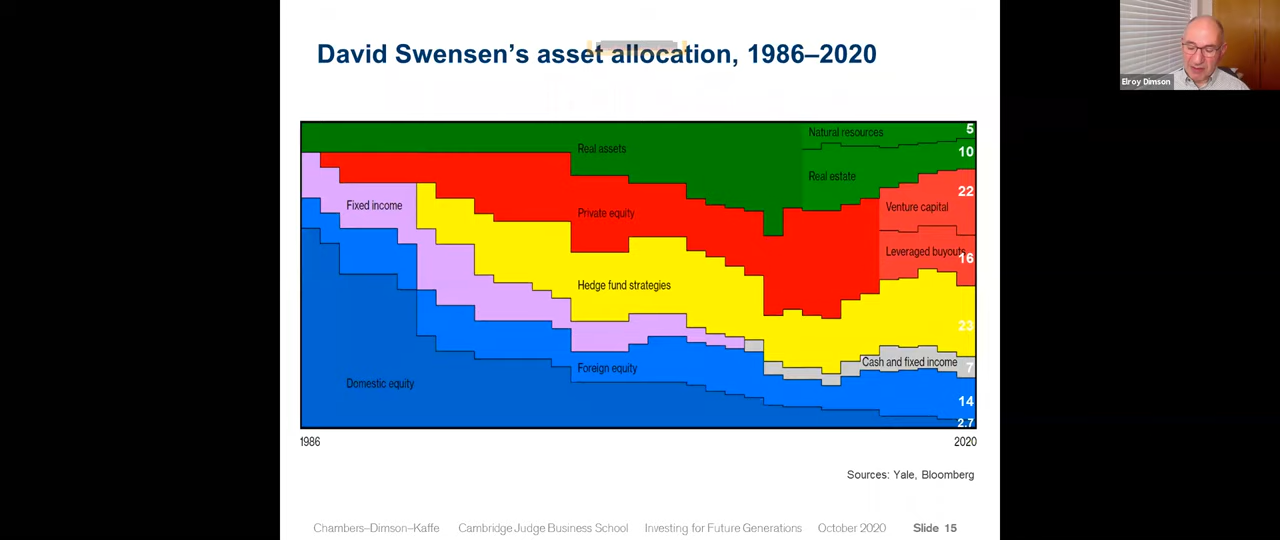 David Swensen's asset allocation, 1986–2020
Elroy Dimson
Natural resources
5
Real assets
10
Real estate
22
Venture capital
Fixed income
Private equity
Leveraged buyouts
16
Hedge fund strategies
23
Cash and fixed income
7
Foreign equity
Domestic equity
14
2.7
1986
2020
Sources: Yale, Bloomberg
Chambers–Dimson–Kaffe Cambridge Judge Business School Investing for Future Generations October 2020 Slide 15